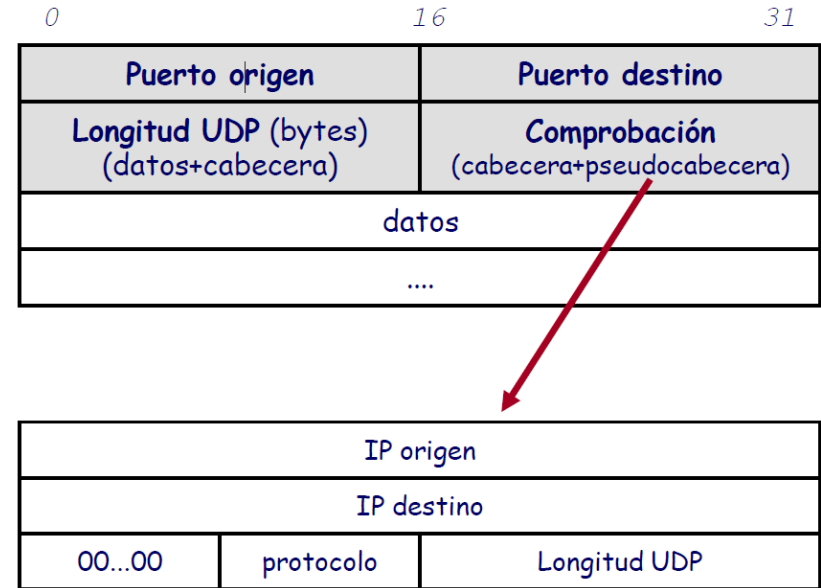 0 16 31
Puerto origen Puerto destino
Longitud UDP (bytes) Comprobación
(datos+cabecera) (cabecera+pseudocabecera)
datos
....
IP origen
IP destino
00...00 protocolo Longitud UDP